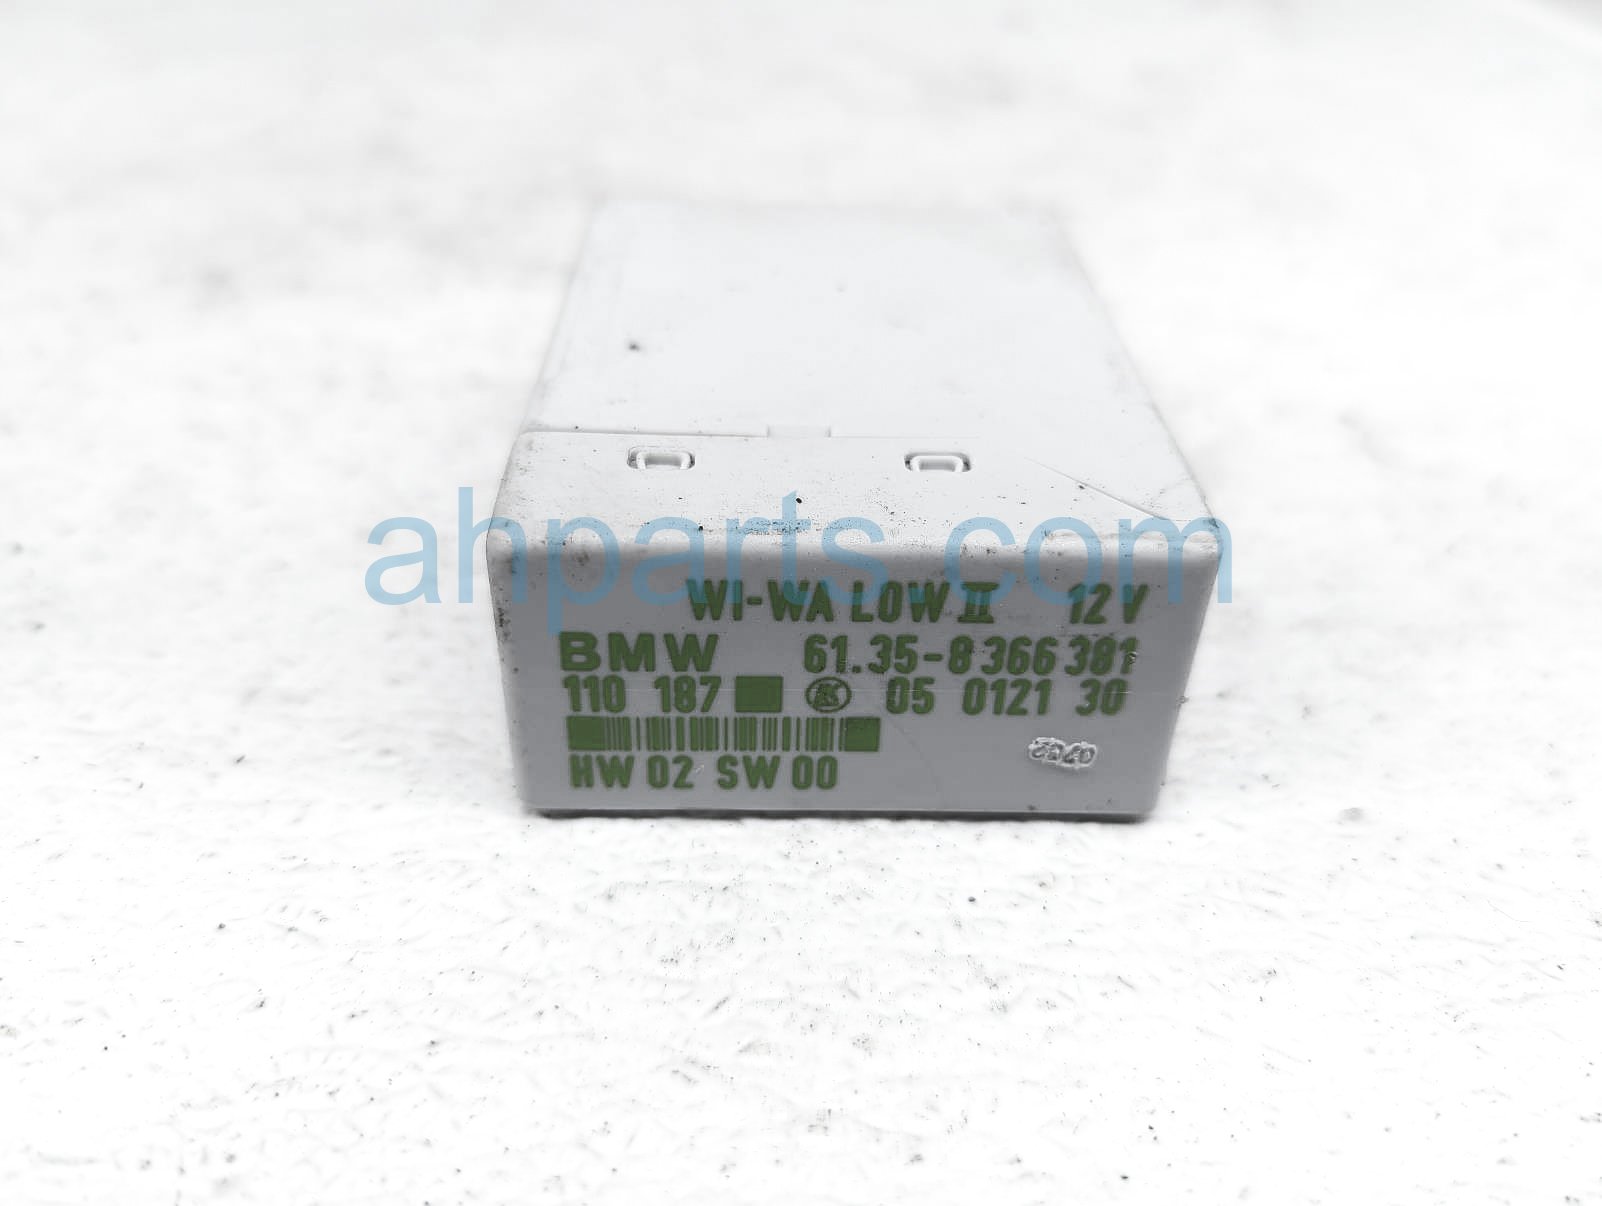 ahparts.com
WI-WA LOW III 12V
BMW 61.35-8 366 381
110 187 K 05 0121 30
HW 02 SW 00